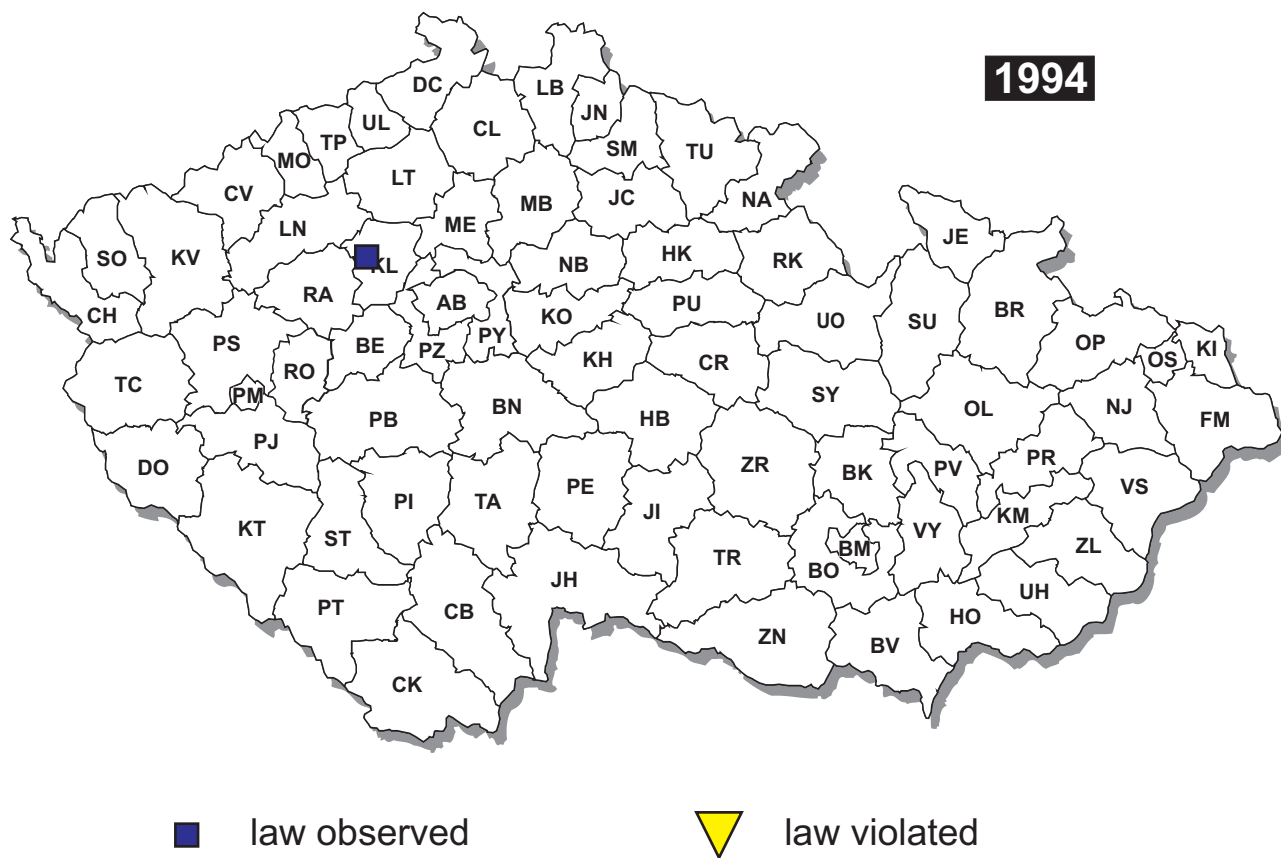 1994
DC
LB
JN
UL
CL
TP
MO
SM
TU
LT
CV
MB
JC
NA
ME
LN
JE
SO
KV
KL
NB
HK
RK
RA
AB
BR
CH
KO
PU
UO
SU
PS
BE
PZ
PY
OP
KI
OS
RO
KH
CR
TC
PM
SY
BN
OL
NJ
PB
HB
FM
PJ
DO
ZR
BK
PV
PR
VS
KT
PI
TA
PE
JI
KM
ST
VY
ZL
TR
BO
BM
JH
UH
PT
CB
HO
ZN
BV
CK
law observed
law violated